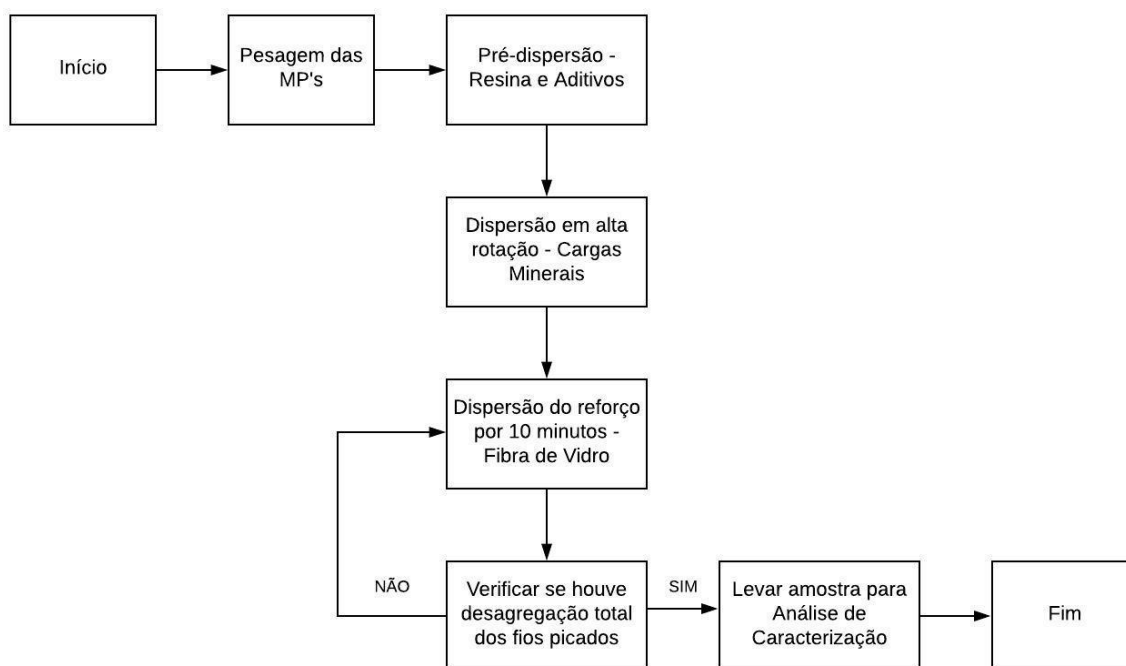 Início
Pesagem das
MP's
Pré-dispersão -
Resina e Aditivos
Dispersão em alta
rotação - Cargas
Minerais
Dispersão do reforço
por 10 minutos -
Fibra de Vidro
NÃO
Verificar se houve
desagregação total
dos fios picados
SIM
Levar amostra para
Análise de
Caracterização
Fim